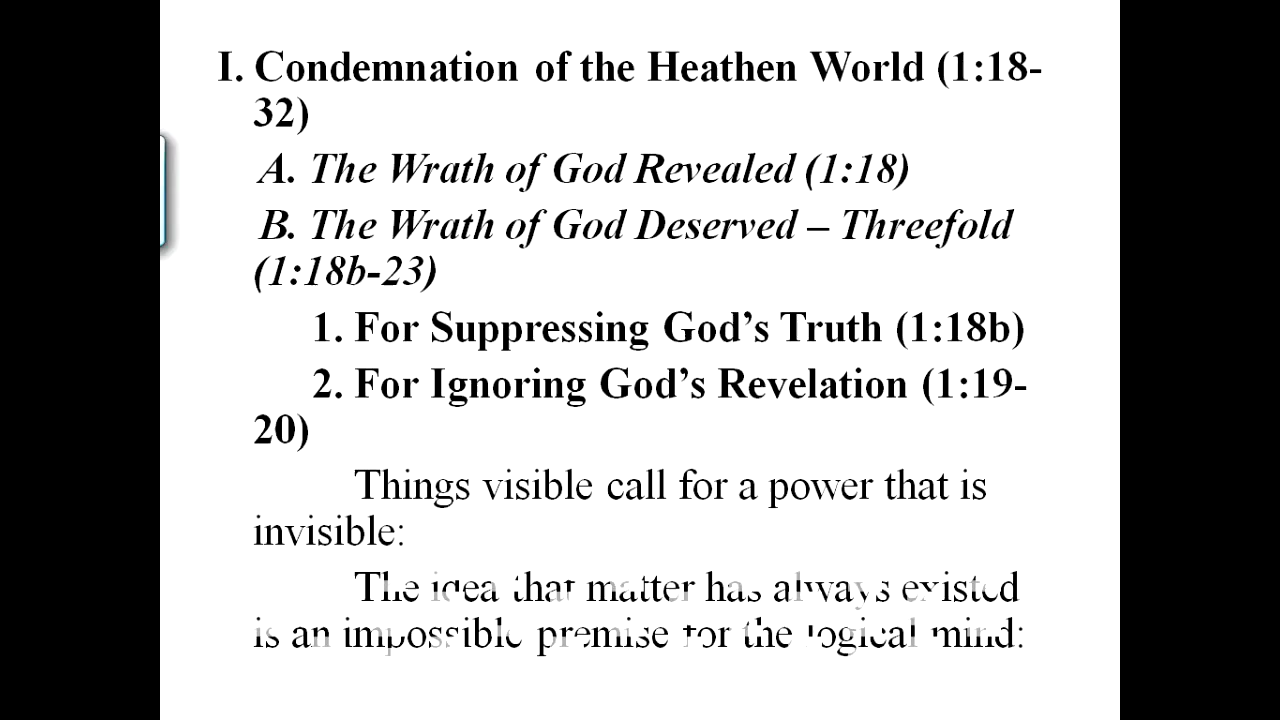 I. Condemnation of the Heathen World (1:18-
32)
A. The Wrath of God Revealed (1:18)
B. The Wrath of God Deserved – Threefold
(1:18b-23)
1. For Suppressing God’s Truth (1:18b)
2. For Ignoring God’s Revelation (1:19-
20)
Things visible call for a power that is
invisible:
The idea that matter has always existed
is an impossible premise for the logical mind: